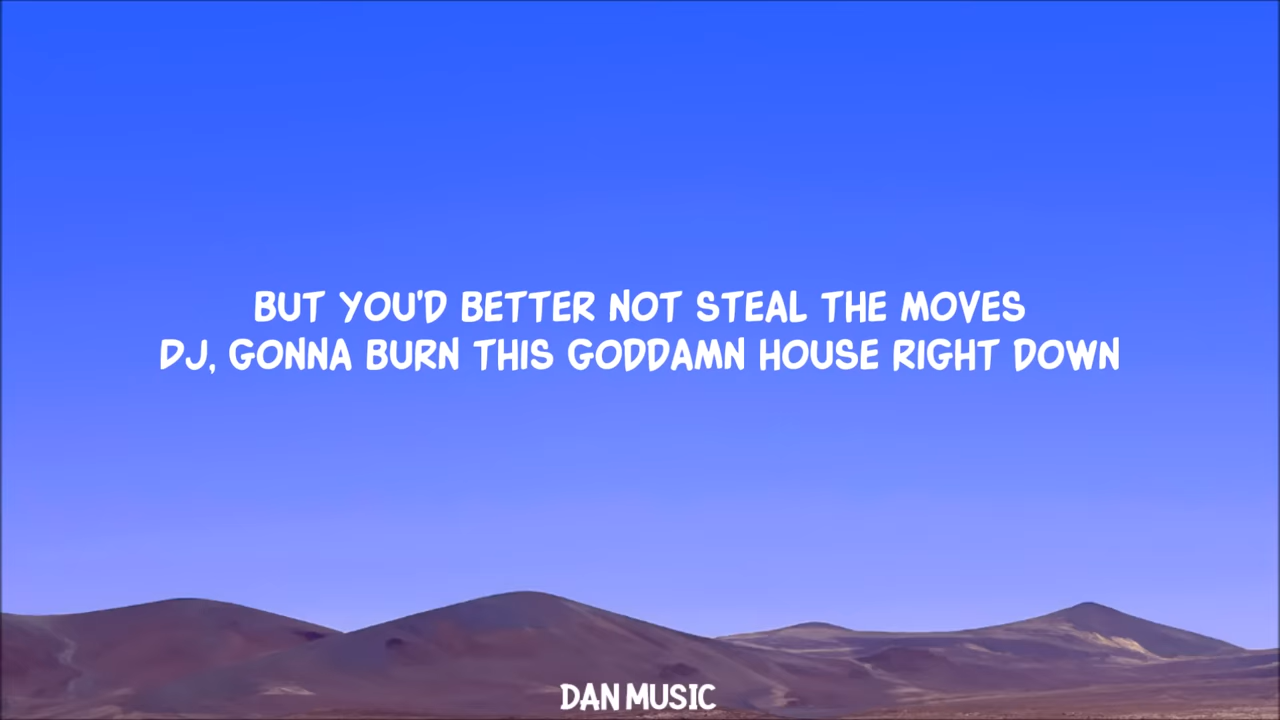 BUT YOU'D BETTER NOT STEAL THE MOVES
DJ, GONNA BURN THIS GODDAMN HOUSE RIGHT DOWN
DAN MUSIC